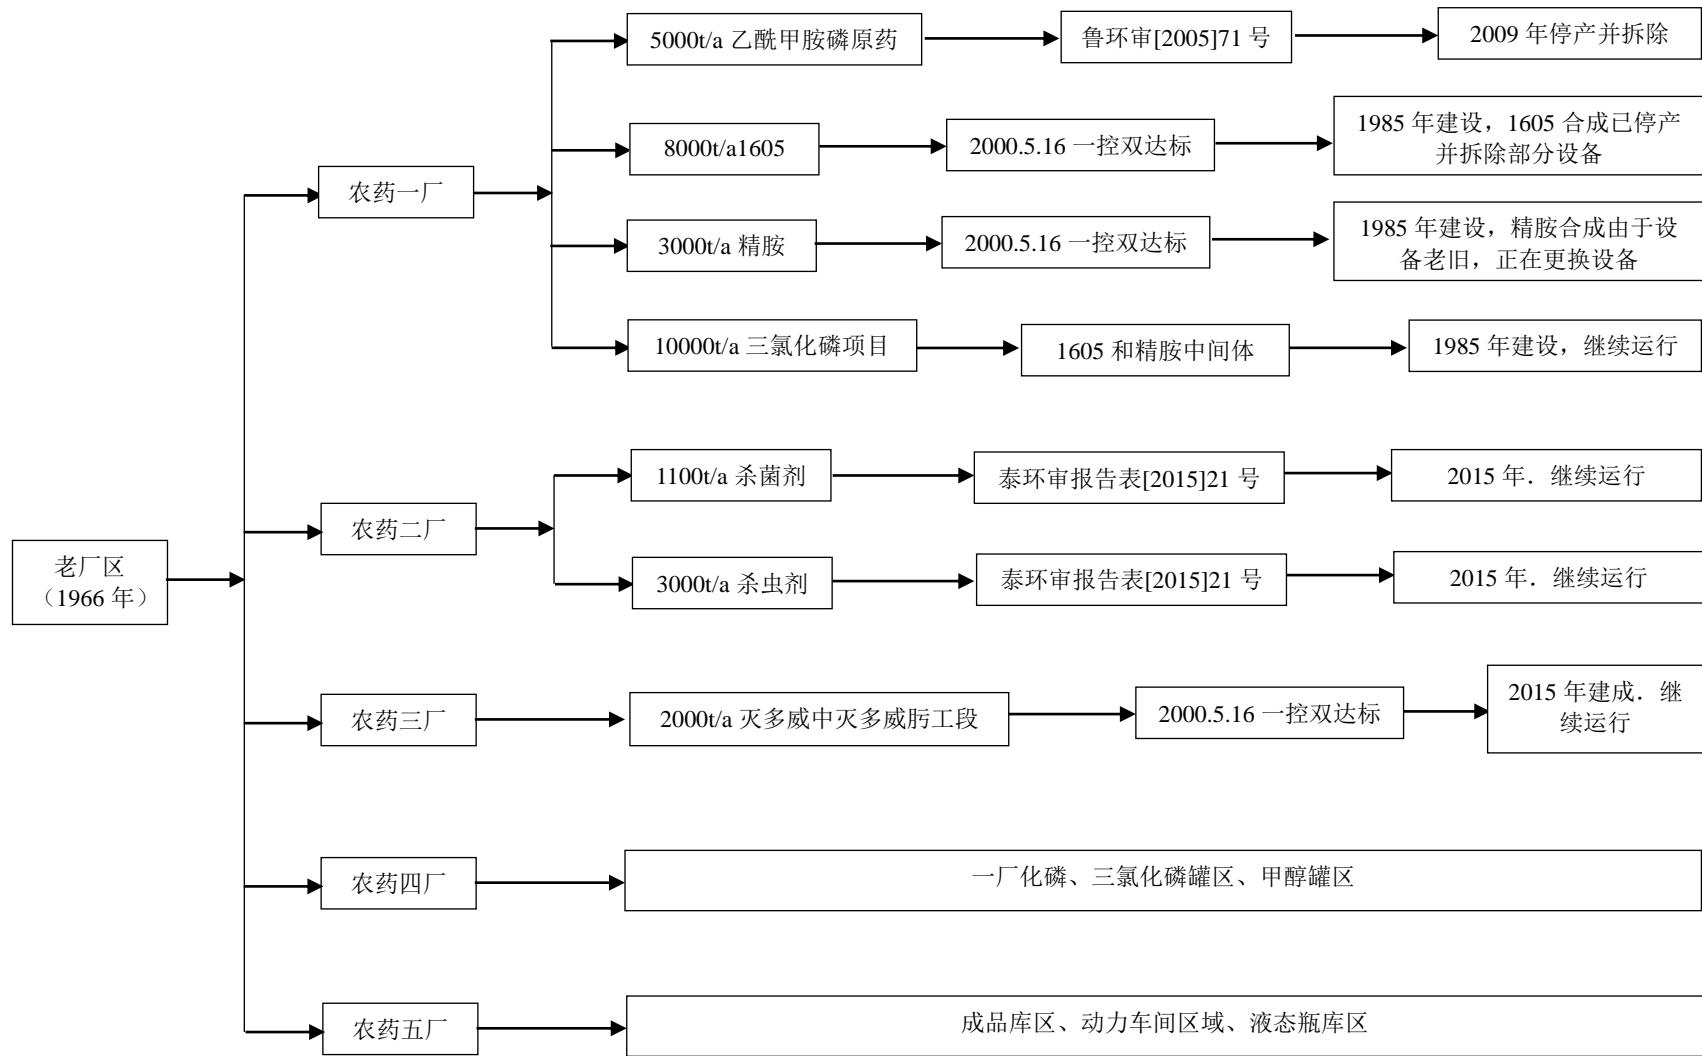 5000t/a 乙酰甲胺磷原药
鲁环审[2005]71 号
2009 年停产并拆除
8000t/a1605
2000.5.16 一控双达标
1985 年建设，1605 合成已停产
并拆除部分设备
农药一厂
3000t/a 精胺
2000.5.16 一控双达标
1985 年建设，精胺合成由于设
备老旧，正在更换设备
10000t/a 三氯化磷项目
1605 和精胺中间体
1985 年建设，继续运行
1100t/a 杀菌剂
泰环审报告表[2015]21 号
2015 年．继续运行
农药二厂
3000t/a 杀虫剂
泰环审报告表[2015]21 号
2015 年．继续运行
老厂区
（1966 年）
农药三厂
2000t/a 灭多威中灭多威肟工段
2000.5.16 一控双达标
2015 年建成．继
续运行
农药四厂
一厂化磷、三氯化磷罐区、甲醇罐区
农药五厂
成品库区、动力车间区域、液态瓶库区